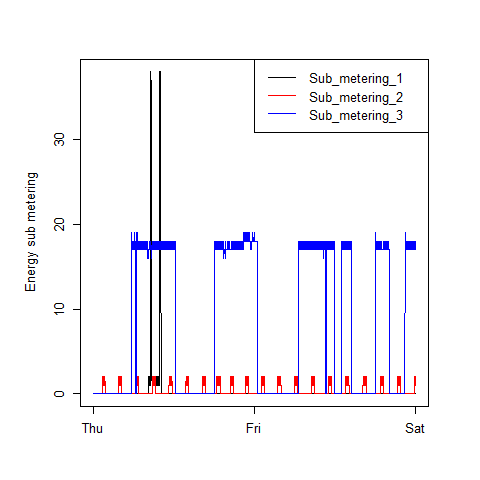 Sub_metering_1
Sub_metering_2
Sub_metering_3
Energy sub metering
30
20
10
0
Thu Fri Sat